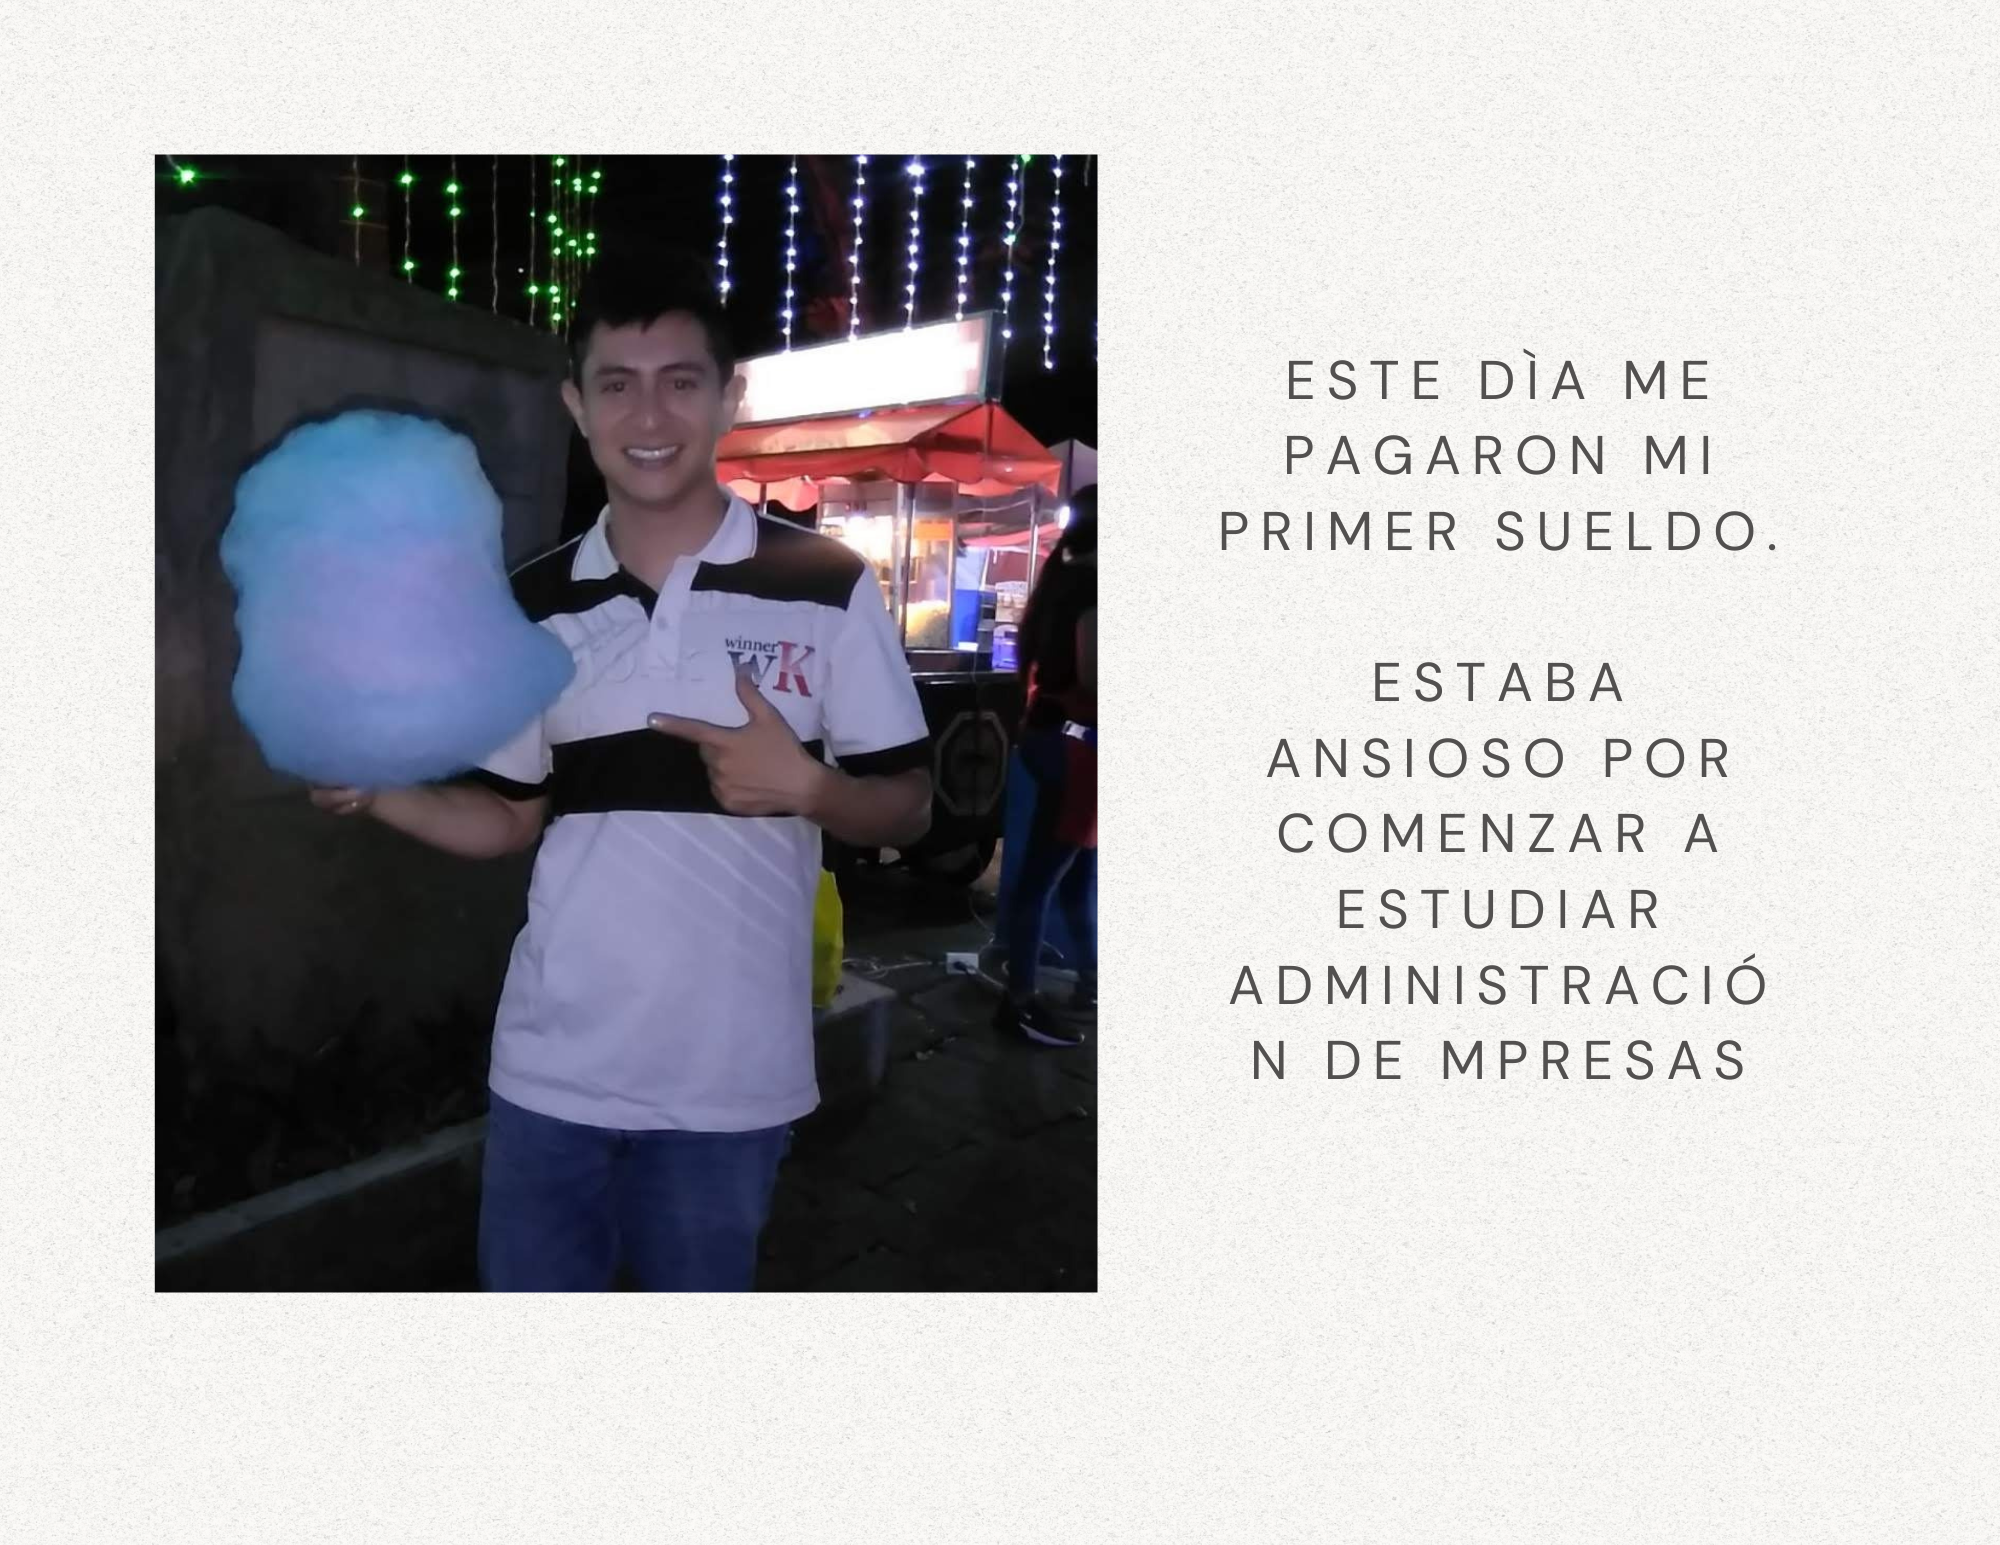 winner
WK
ESTE DÌA ME
PAGARON MI
PRIMER SUELDO.
ESTABA
ANSIOSO POR
COMENZAR A
ESTUDIAR
ADMINISTRACIÓ
N DE MPRESAS